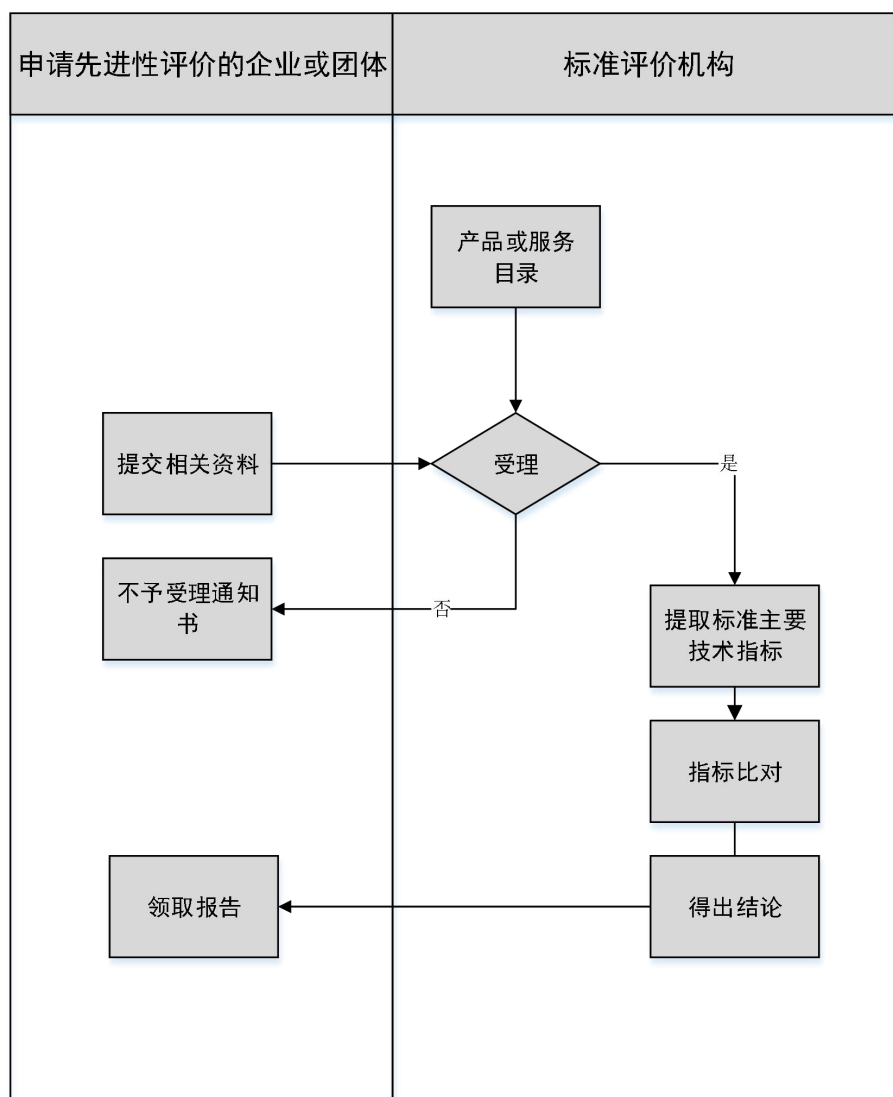 申请先进性评价的企业或团体
标准评价机构
产品或服务
目录
提交相关资料
受理
是
不予受理通知
书
否
提取标准主要
技术指标
指标比对
领取报告
得出结论